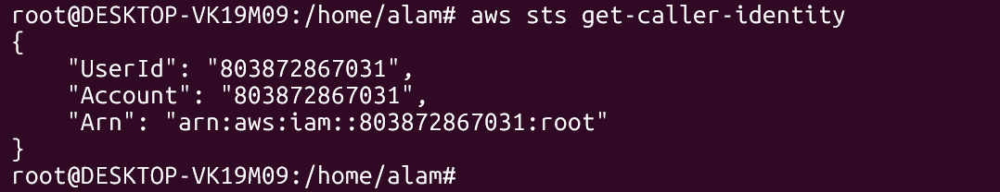 root@DESKTOP-VK19M09:/home/alam# aws sts get-caller-identity
{
    "UserId": "803872867031",
    "Account": "803872867031",
    "Arn": "arn:aws:iam::803872867031:root"
}
root@DESKTOP-VK19M09:/home/alam#